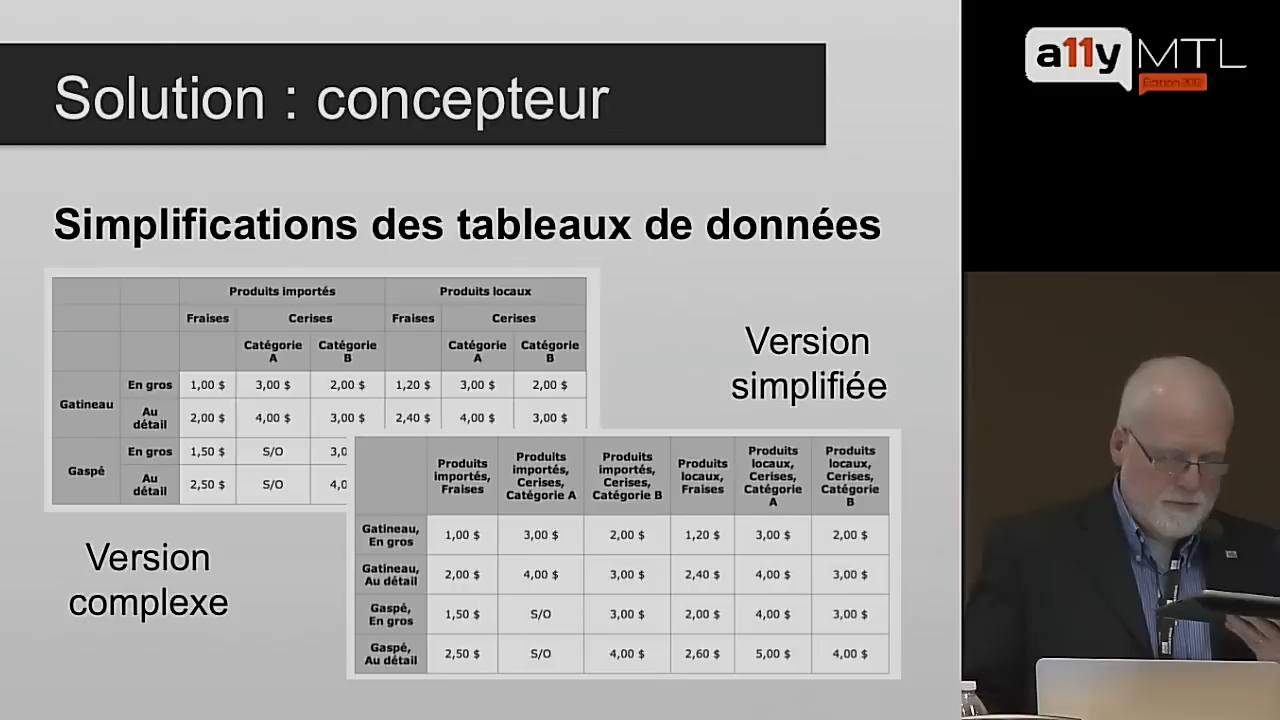 a11y MTL
Édition 2012
Solution : concepteur
Simplifications des tableaux de données
Produits importés Produits locaux
Fraises Cerises Fraises Cerises
Catégorie A Catégorie B Catégorie A Catégorie B
Gatineau En gros 1,00 $ 3,00 $ 2,00 $ 1,20 $ 3,00 $ 2,00 $
Au détail 2,00 $ 4,00 $ 3,00 $ 2,40 $ 4,00 $ 3,00 $
Gaspé En gros 1,50 $ S/O 3,0
Au détail 2,50 $ S/O 4,0
Version
complexe
Version
simplifiée
Produits importés, Fraises Produits importés, Cerises, Catégorie A Produits importés, Cerises, Catégorie B Produits locaux, Fraises Produits locaux, Cerises, Catégorie A Produits locaux, Cerises, Catégorie B
Gatineau, En gros 1,00 $ 3,00 $ 2,00 $ 1,20 $ 3,00 $ 2,00 $
Gatineau, Au détail 2,00 $ 4,00 $ 3,00 $ 2,40 $ 4,00 $ 3,00 $
Gaspé, En gros 1,50 $ S/O 3,00 $ 2,00 $ 4,00 $ 3,00 $
Gaspé, Au détail 2,50 $ S/O 4,00 $ 2,60 $ 5,00 $ 4,00 $